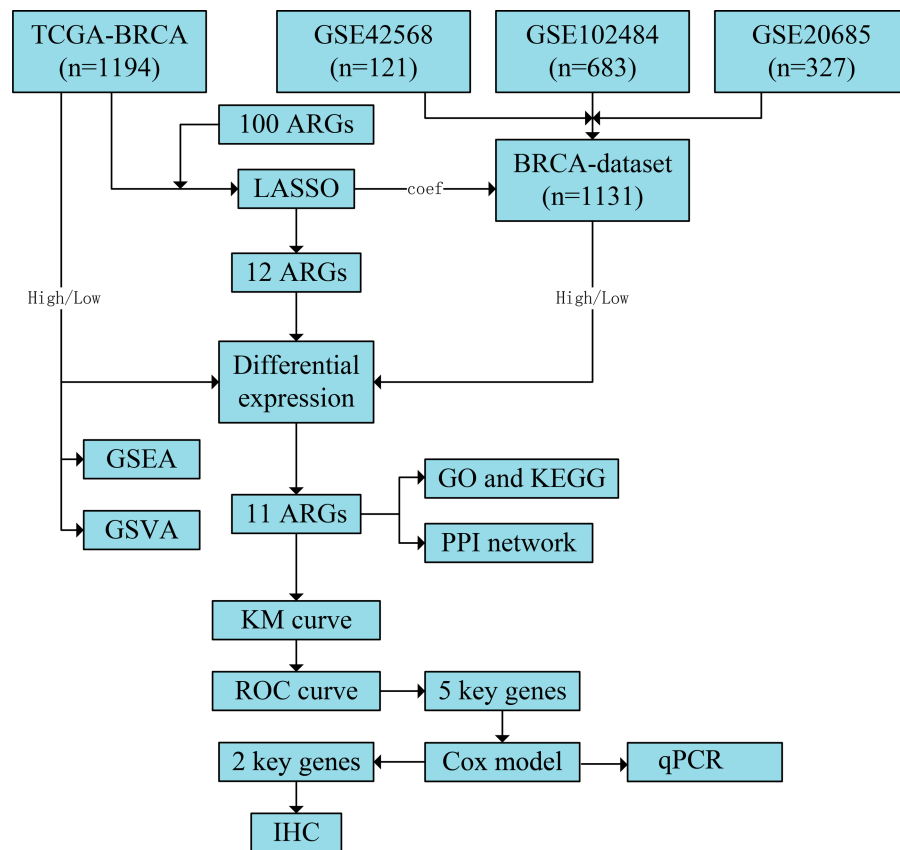 TCGA-BRCA
(n=1194)
GSE42568
(n=121)
GSE102484
(n=683)
GSE20685
(n=327)
100 ARGs
BRCA-dataset
(n=1131)
LASSO
coef
12 ARGs
High/Low
High/Low
Differential
expression
GSEA
GO and KEGG
11 ARGs
GSVA
PPI network
KM curve
ROC curve
5 key genes
2 key genes
Cox model
qPCR
IHC